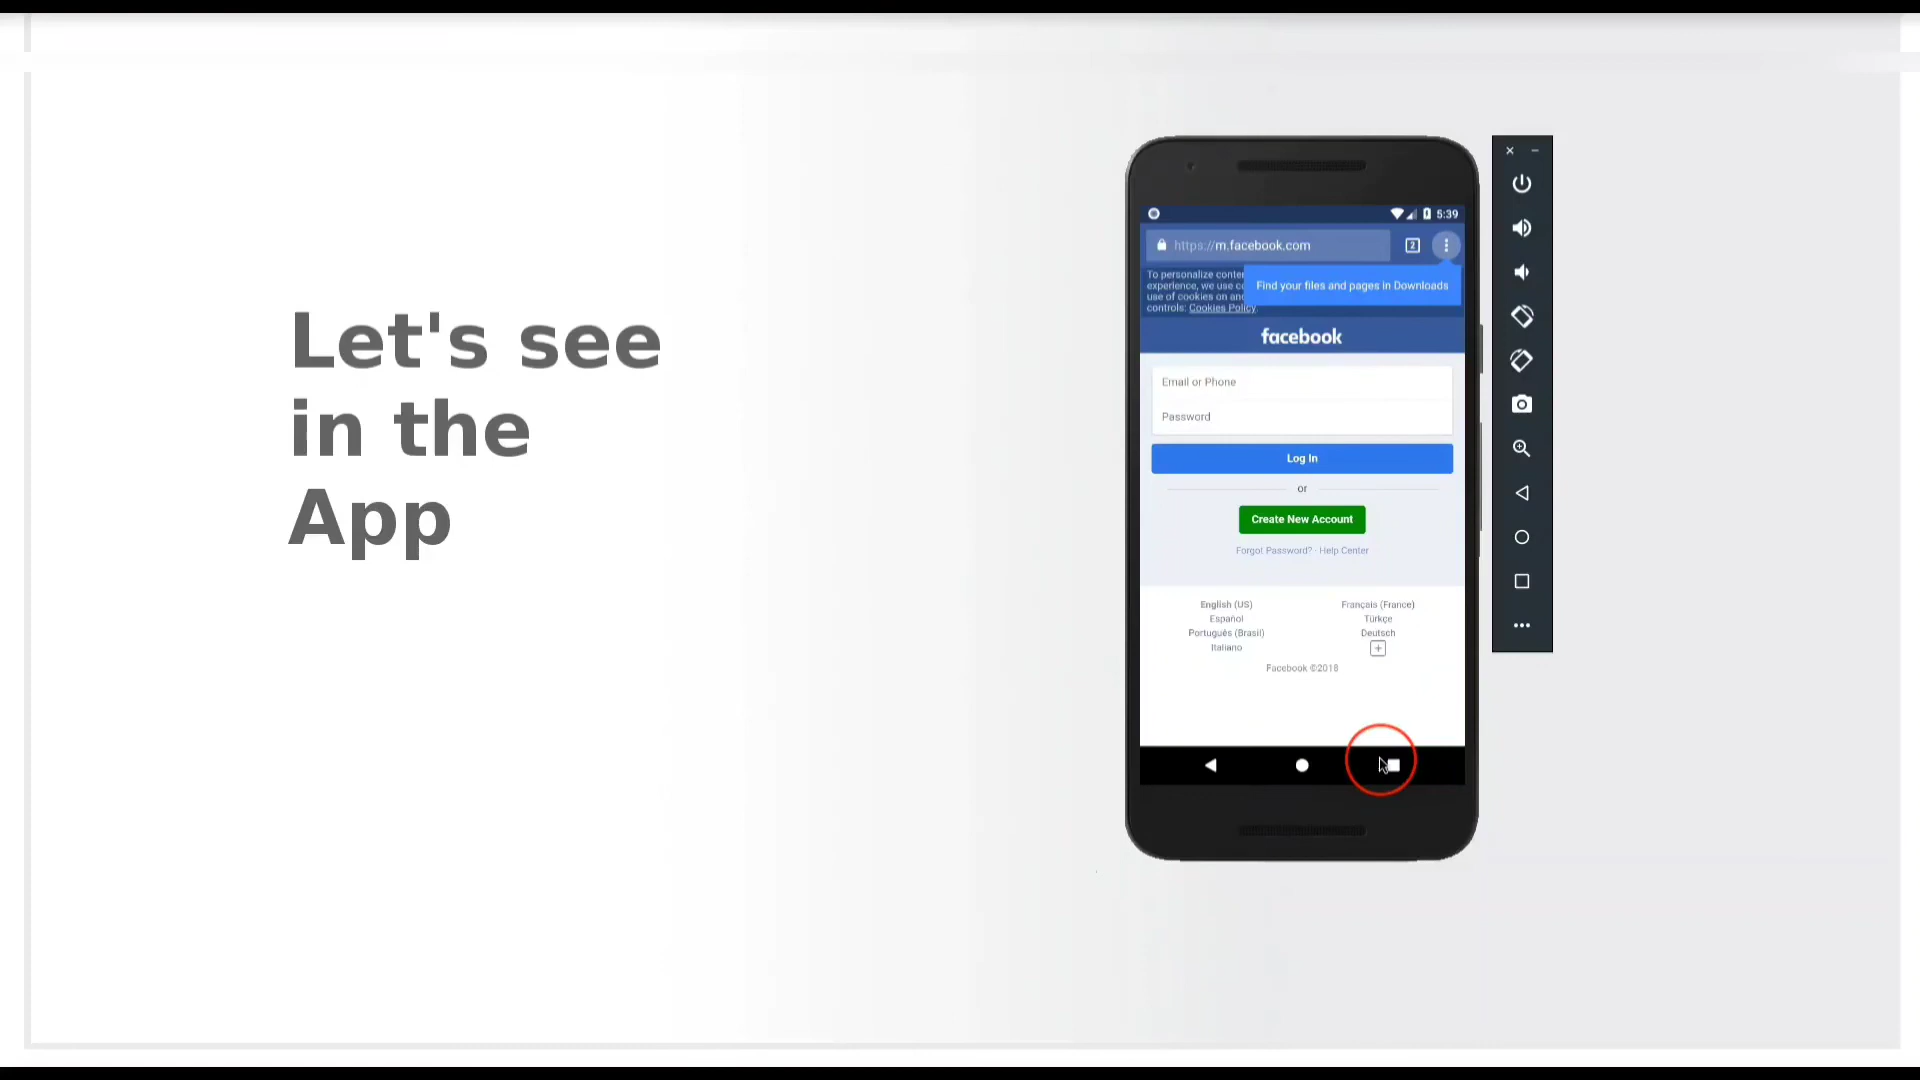 Let's see
in the
App
5:39
https://m.facebook.com
2
To personalize conte
experience, we use c
use of cookies on an
controls: Cookies Policy.
Find your files and pages in Downloads
facebook
Email or Phone
Password
Log In
or
Create New Account
Forgot Password? · Help Center
English (US)
Français (France)
Español
Türkçe
Português (Brasil)
Deutsch
Italiano
Facebook ©2018